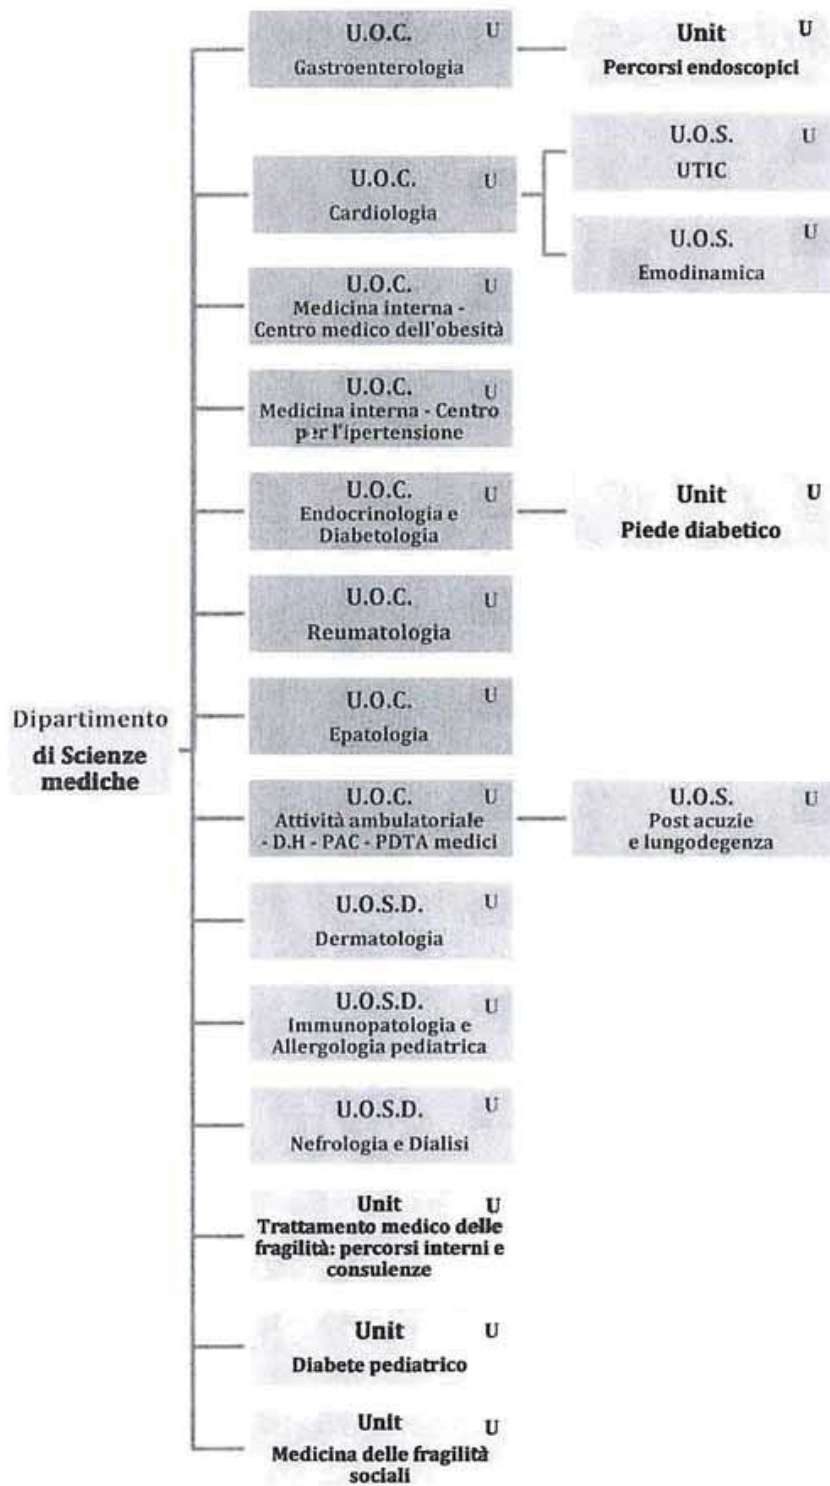 U.O.C. U
Gastroenterologia
Unit U
Percorsi endoscopici
U.O.C. U
Cardiologia
U.O.S. U
UTIC
U.O.S. U
Emodinamica
U.O.C. U
Medicina interna -
Centro medico dell'obesità
U.O.C. U
Medicina interna - Centro
per l'ipertensione
U.O.C. U
Endocrinologia e
Diabetologia
Unit U
Piede diabetico
U.O.C. U
Reumatologia
U.O.C. U
Epatologia
Dipartimento
di Scienze
mediche
U.O.C. U
Attività ambulatoriale
- D.H - PAC - PDTA medici
U.O.S. U
Post acuzie
e lungodegenza
U.O.S.D. U
Dermatologia
U.O.S.D. U
Immunopatologia e
Allergologia pediatrica
U.O.S.D. U
Nefrologia e Dialisi
Unit U
Trattamento medico delle
fragilità: percorsi interni e
consulenze
Unit U
Diabete pediatrico
Unit U
Medicina delle fragilità
sociali